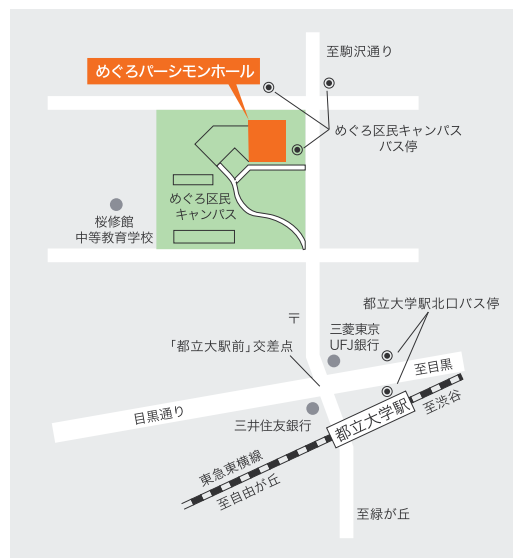 至駒沢通り
めぐろパーシモンホール
めぐろ区民キャンパス
バス停
めぐろ区民
キャンパス
桜修館
中等教育学校
〒
都立大学駅北口バス停
三菱東京
UFJ銀行
「都立大駅前」交差点
至目黒
目黒通り
三井住友銀行
都立大学駅
至渋谷
東急東横線
至自由が丘
至緑が丘